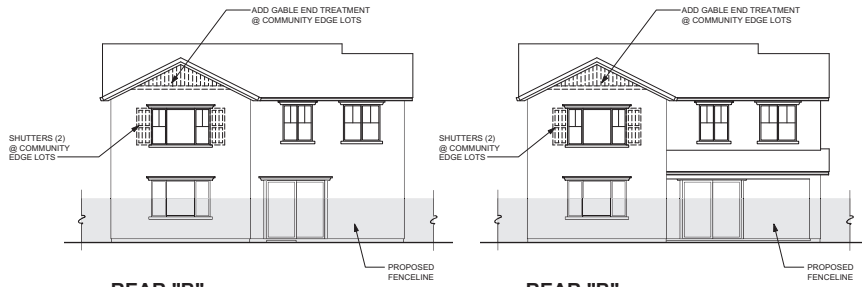 ADD GABLE END TREATMENT
@ COMMUNITY EDGE LOTS
SHUTTERS (2)
@ COMMUNITY
EDGE LOTS
PROPOSED
FENCELINE
ADD GABLE END TREATMENT
@ COMMUNITY EDGE LOTS
SHUTTERS (2)
@ COMMUNITY
EDGE LOTS
PROPOSED
FENCELINE